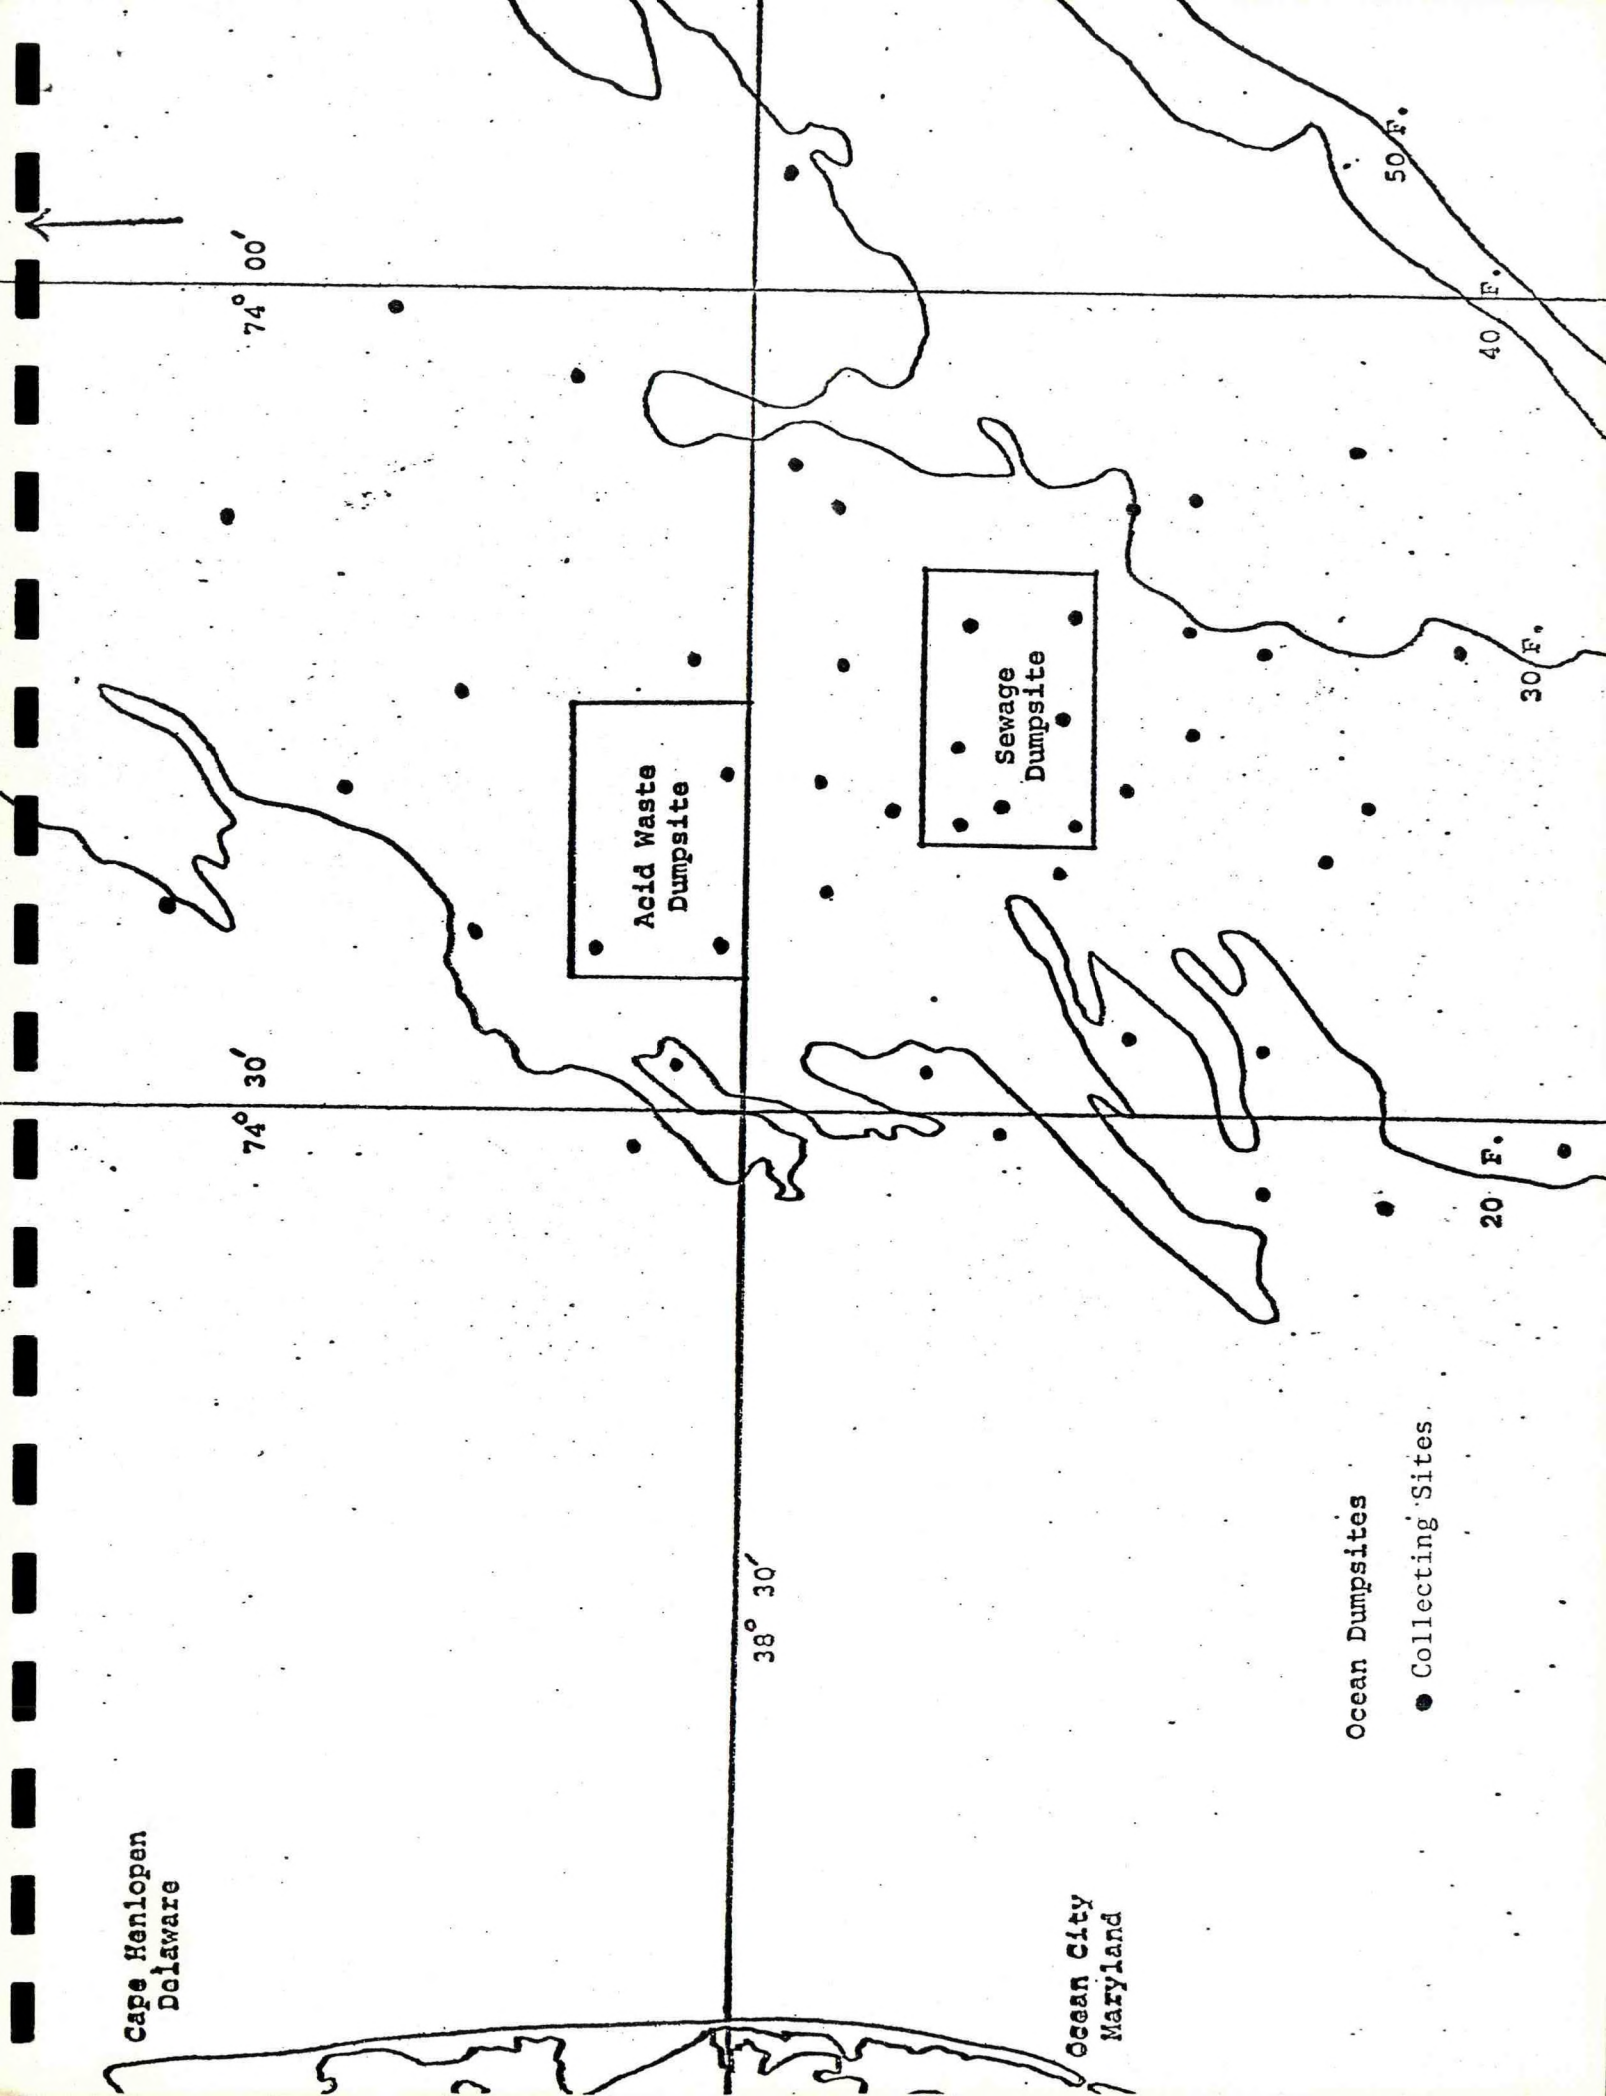 Cape Henlopen
Delaware
74° 30'
74° 00'
Acid Waste
Dumpsite
38° 30'
Sewage
Dumpsite
Ocean City
Maryland
Ocean Dumpsites
● Collecting Sites
20 F.
30 F.
40 F.
50 F.